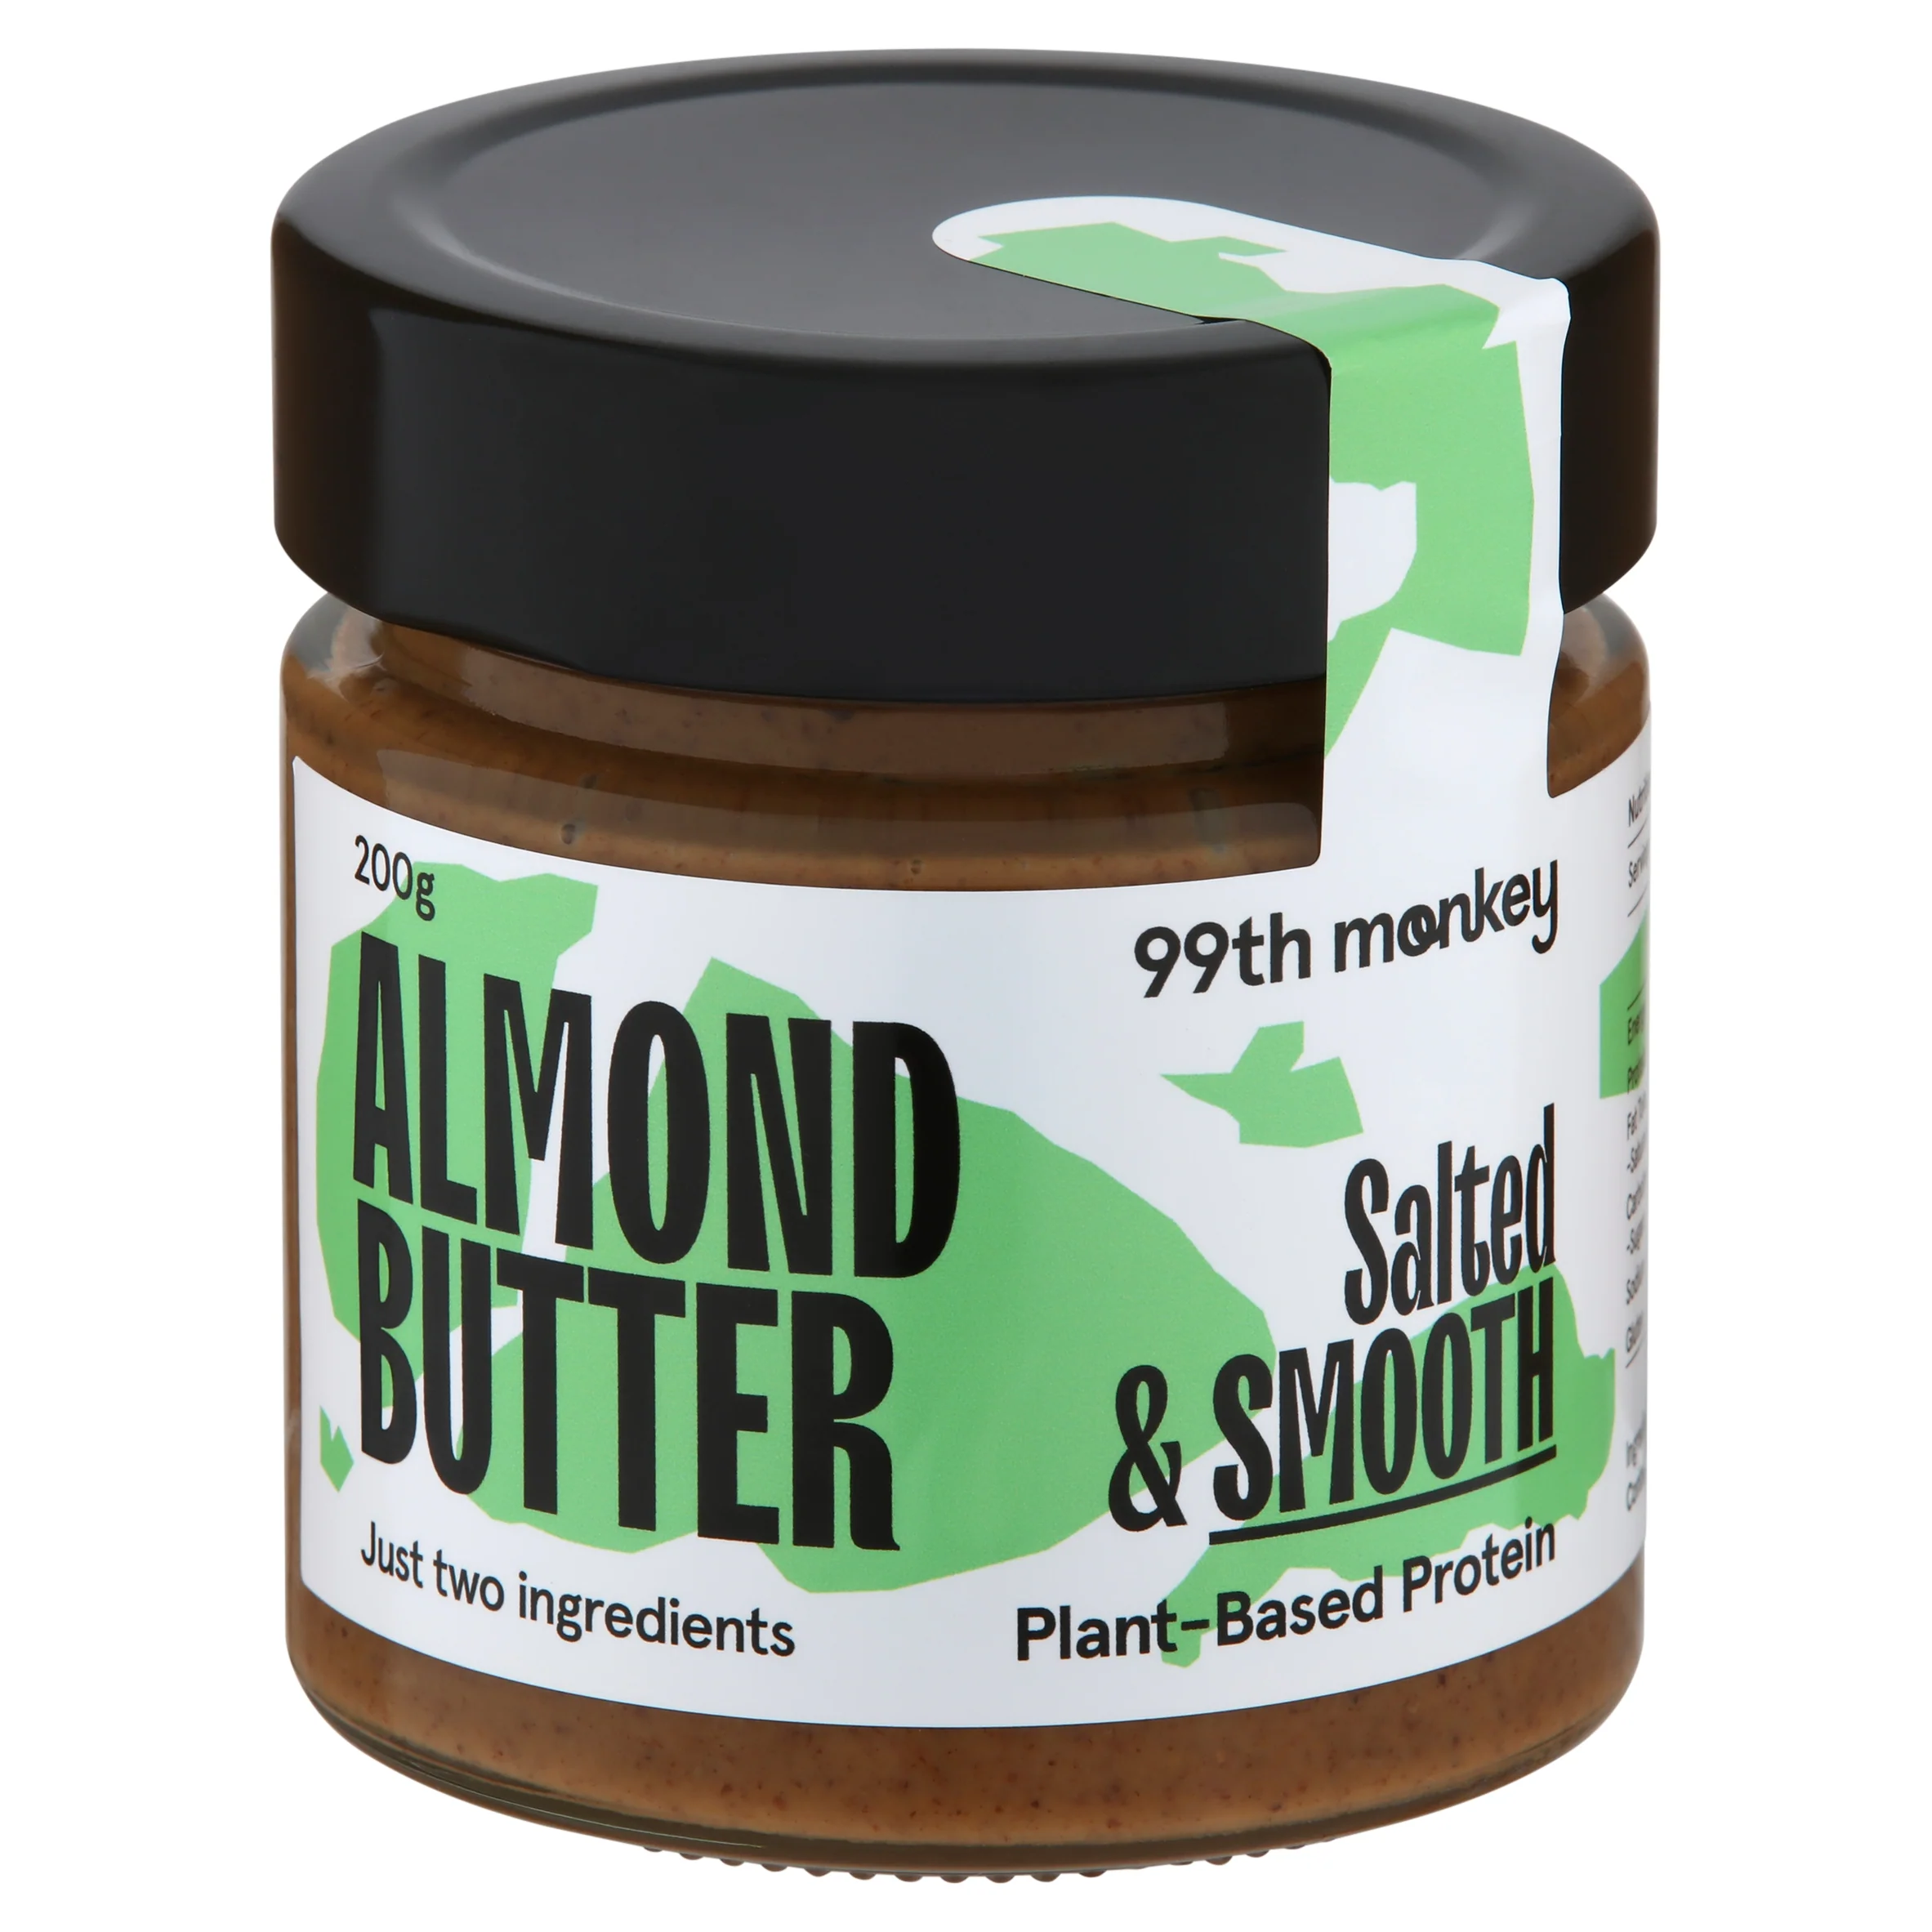 200g
99th monkey
ALMOND
BUTTER
Salted
& SMOOTH
Just two ingredients
Plant-Based Protein